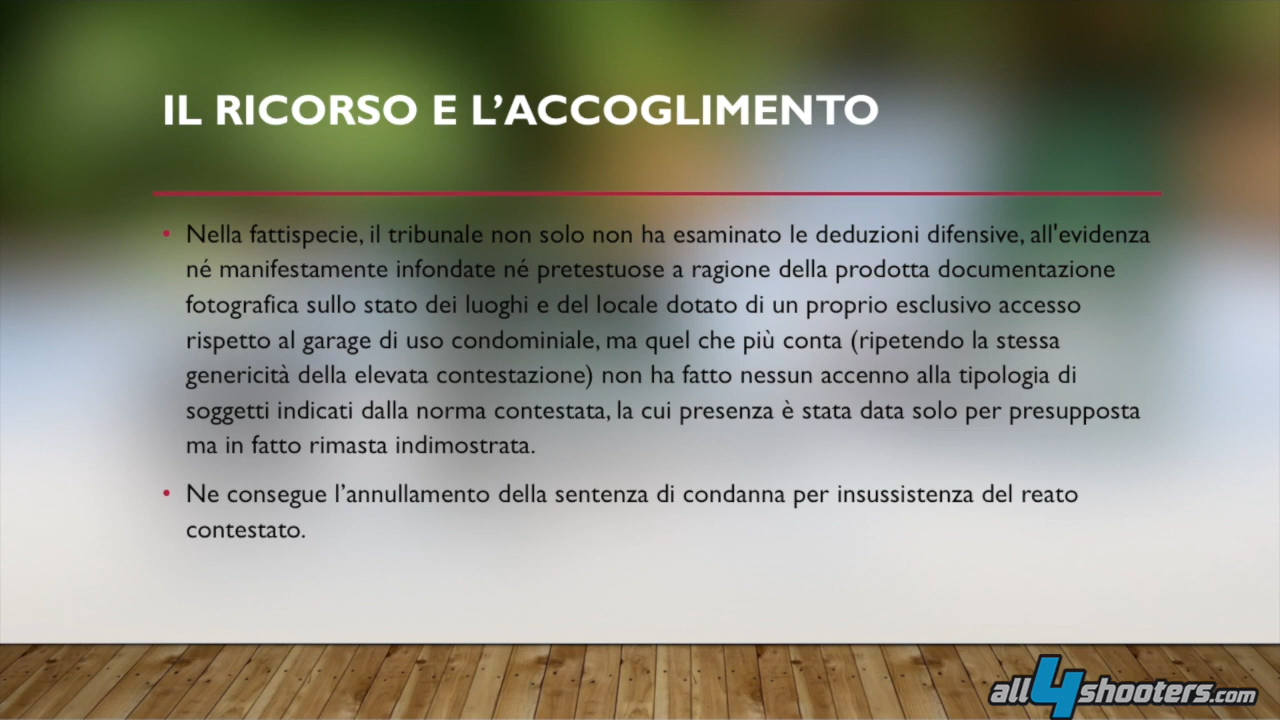 IL RICORSO E L’ACCOGLIMENTO
• Nella fattispecie, il tribunale non solo non ha esaminato le deduzioni difensive, all'evidenza
né manifestamente infondate né pretestuose a ragione della prodotta documentazione
fotografica sullo stato dei luoghi e del locale dotato di un proprio esclusivo accesso
rispetto al garage di uso condominiale, ma quel che più conta (ripetendo la stessa
genericità della elevata contestazione) non ha fatto nessun accenno alla tipologia di
soggetti indicati dalla norma contestata, la cui presenza è stata data solo per presupposta
ma in fatto rimasta indimostrata.
• Ne consegue l’annullamento della sentenza di condanna per insussistenza del reato
contestato.
all4shooters.com